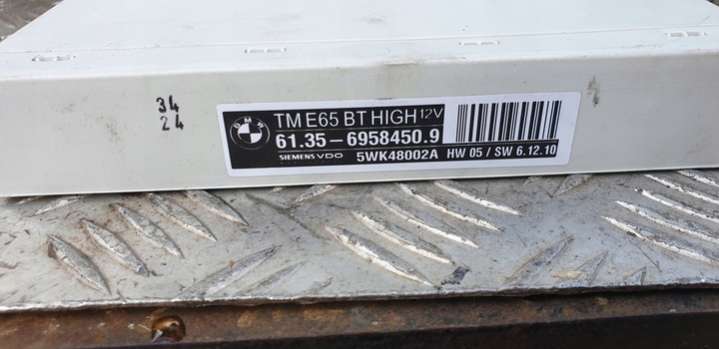 34
24
BMW
TM E65 BT HIGH 12V
61.35-6958450.9
SIEMENS VDO 5WK48002A HW 05 / SW 6.12.10